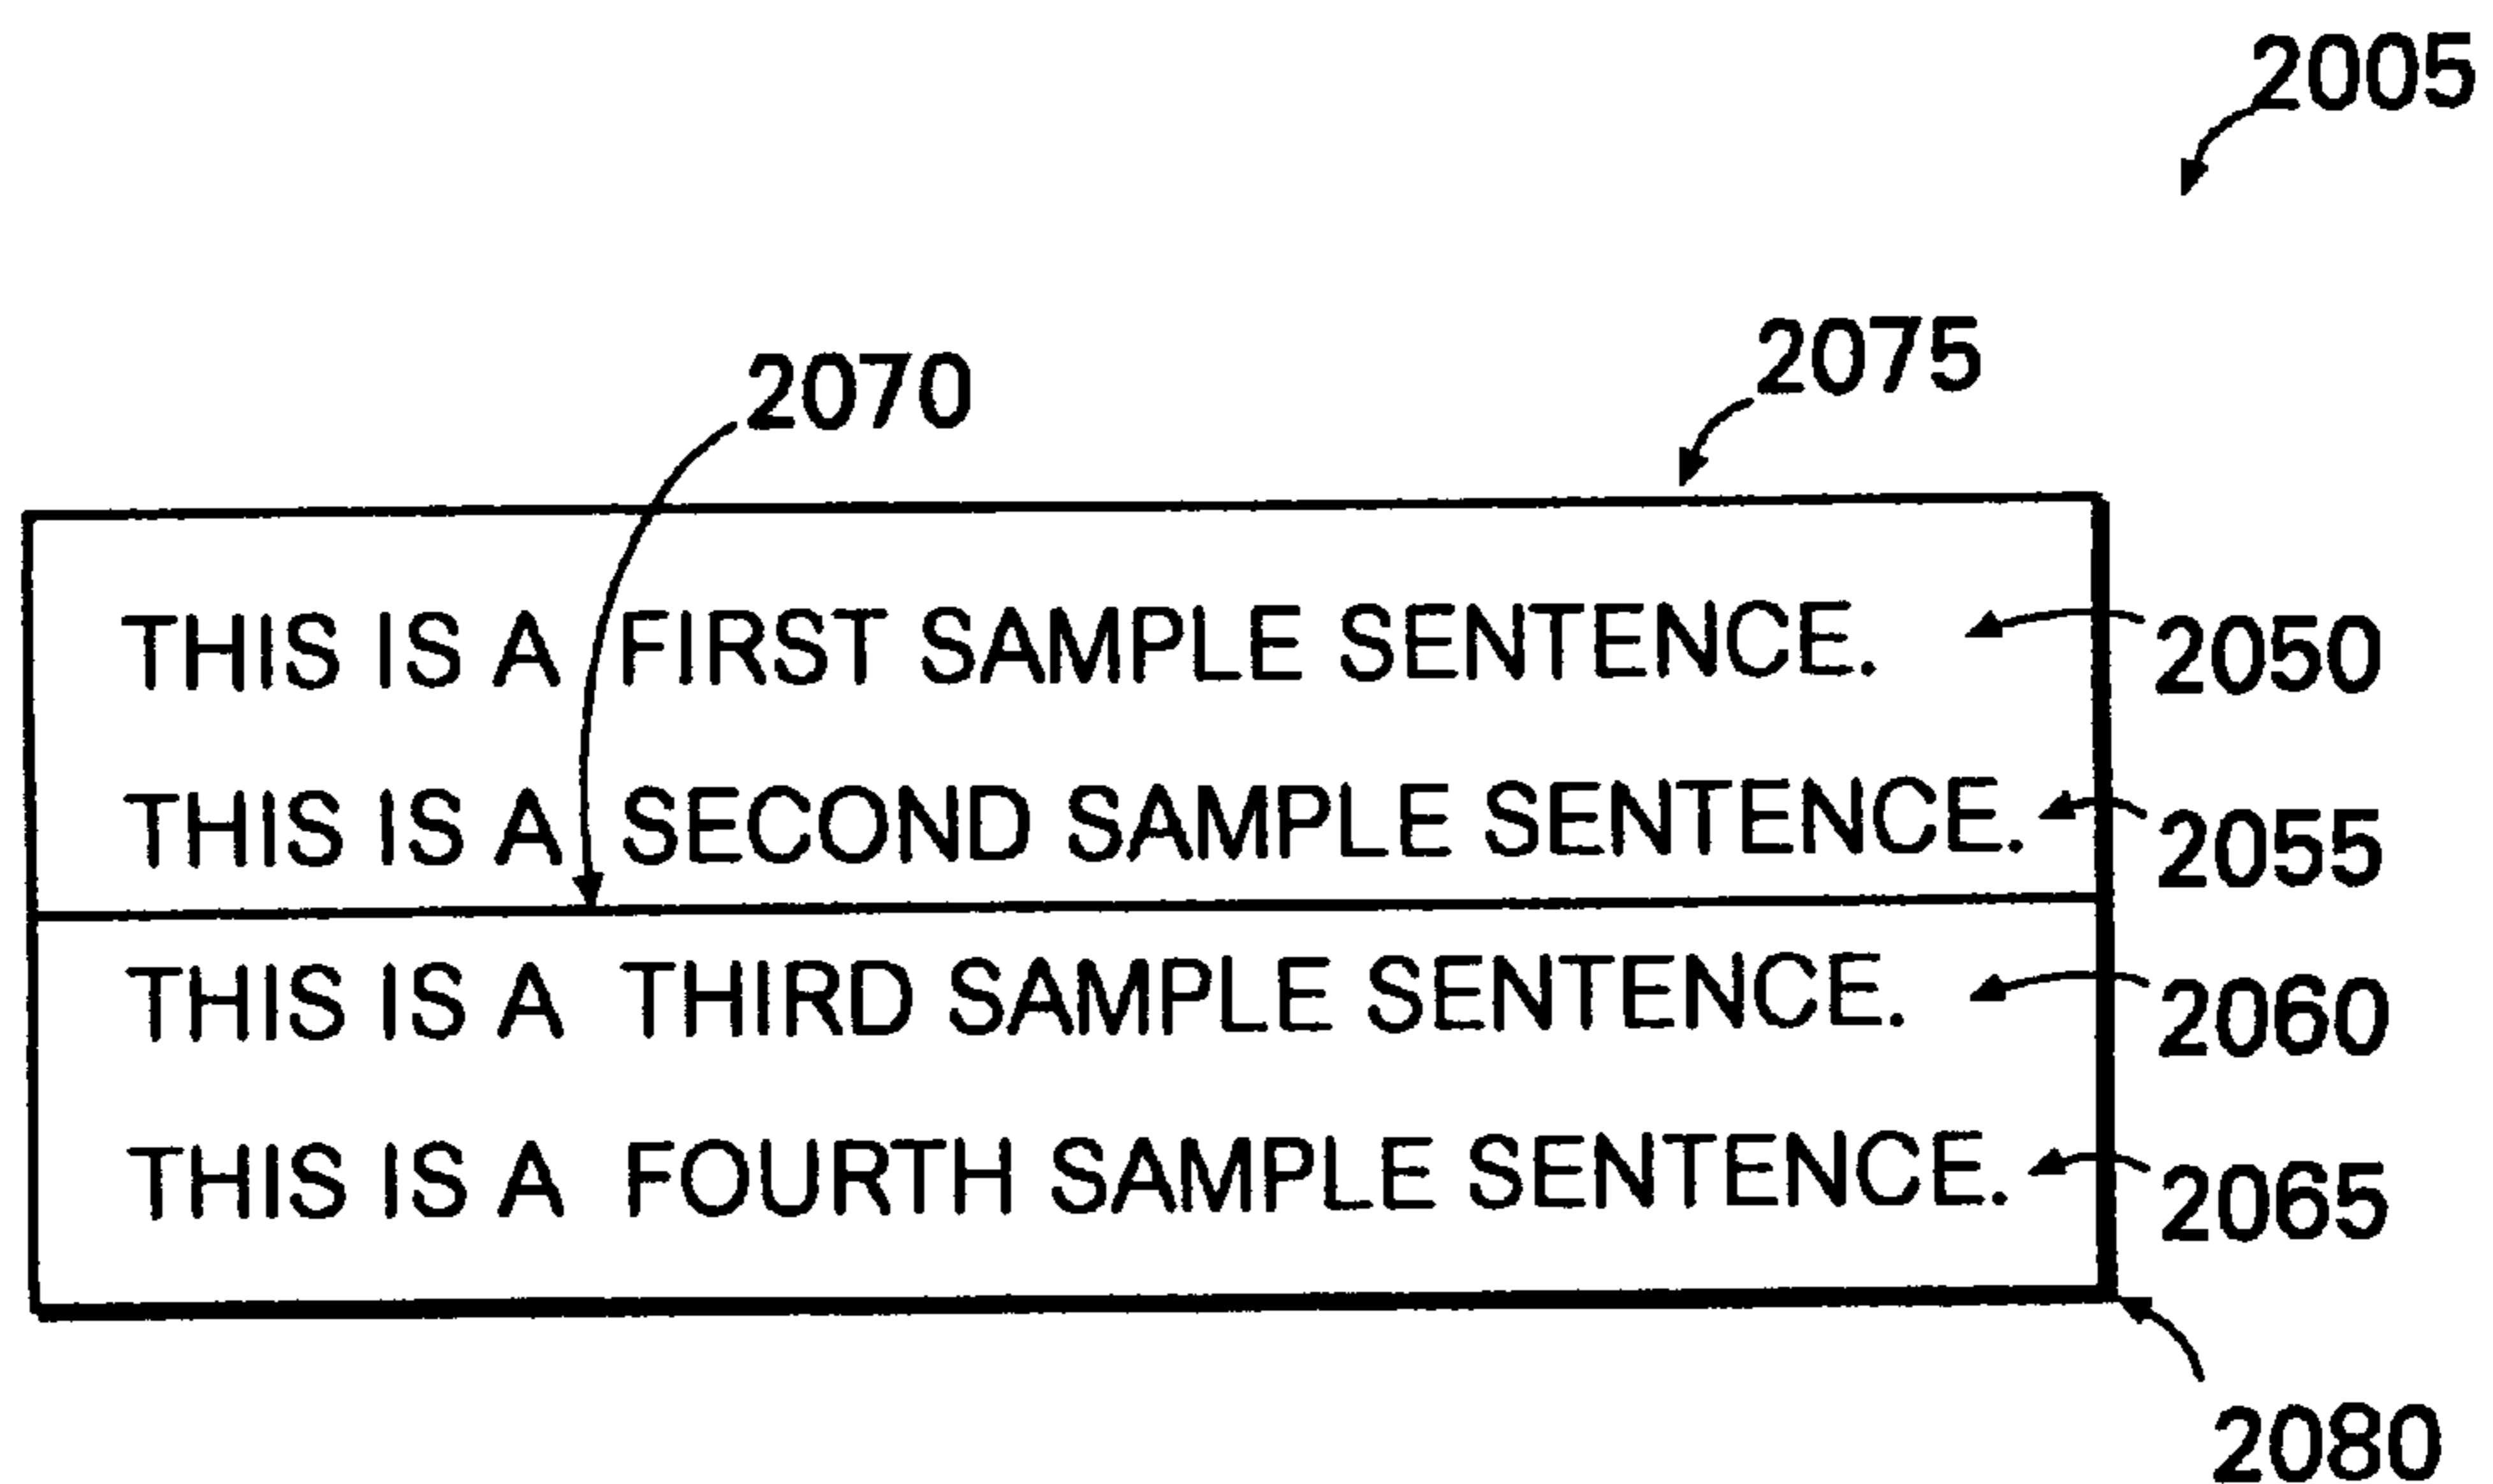 2005
2075
2070
THIS IS A FIRST SAMPLE SENTENCE. 2050
THIS IS A SECOND SAMPLE SENTENCE. 2055
THIS IS A THIRD SAMPLE SENTENCE. 2060
THIS IS A FOURTH SAMPLE SENTENCE. 2065
2080